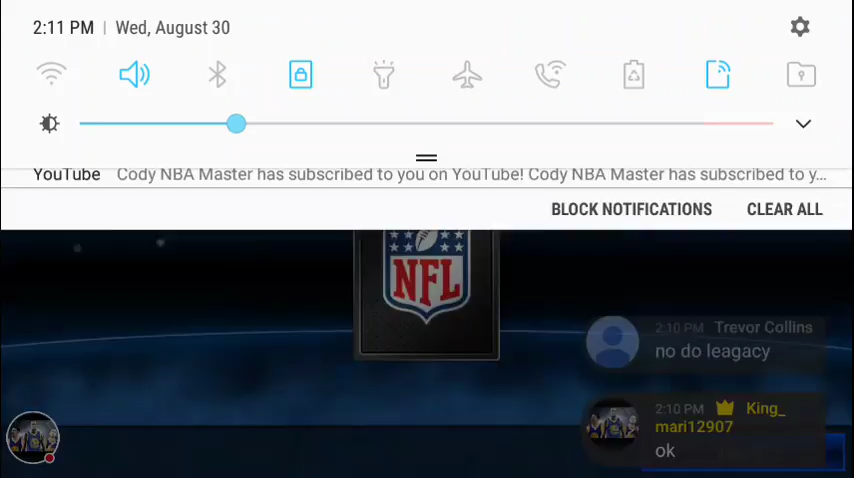 2:11 PM | Wed, August 30
YouTube Cody NBA Master has subscribed to you on YouTube! Cody NBA Master has subscribed to y...
BLOCK NOTIFICATIONS CLEAR ALL
NFL
2:10 PM Trevor Collins
no do leagacy
2:10 PM King_
mari12907
ok